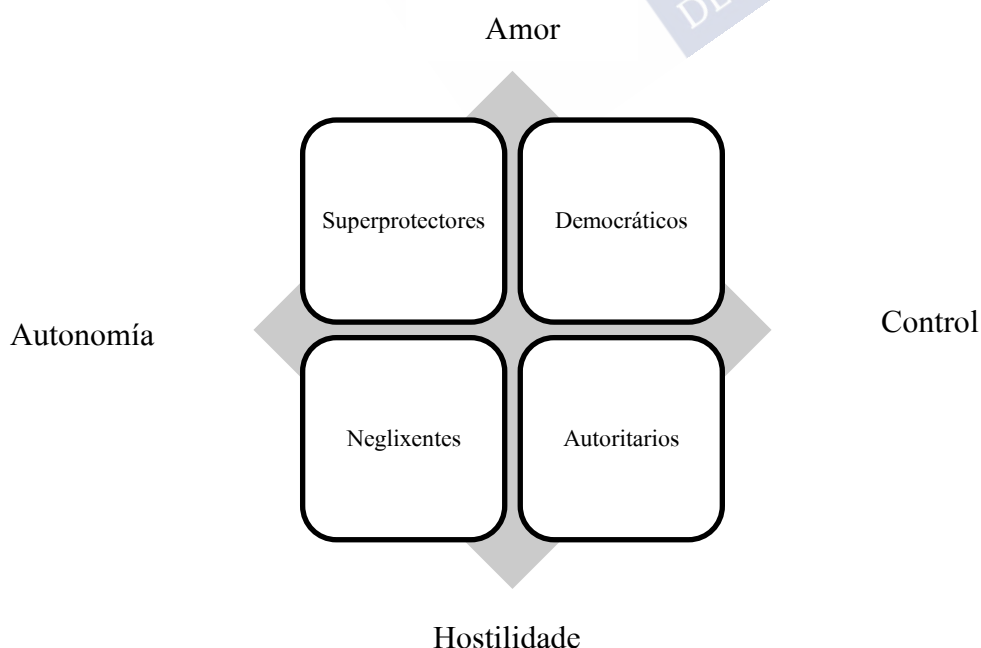 Amor
Superprotectores
Democráticos
Autonomía
Control
Neglixentes
Autoritarios
Hostilidade